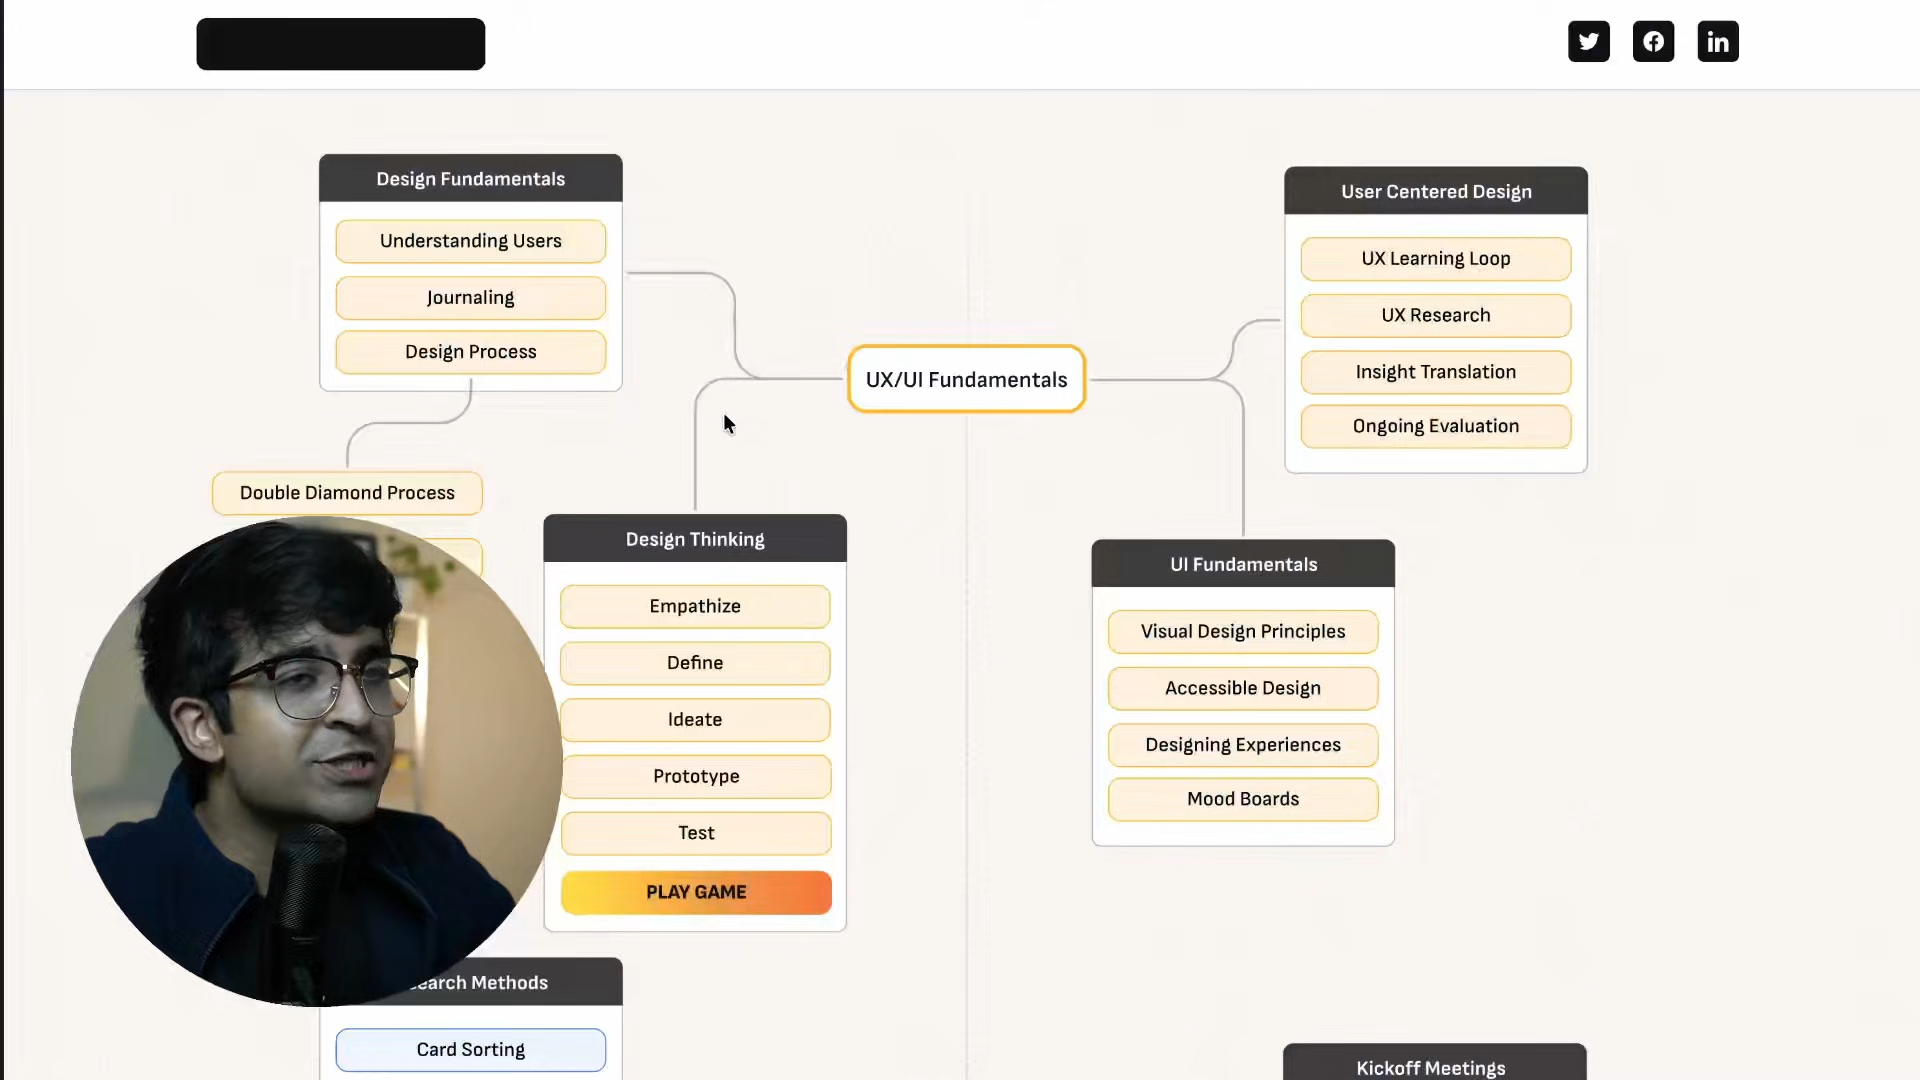 Design Fundamentals
Understanding Users
Journaling
Design Process
Double Diamond Process
UX/UI Fundamentals
User Centered Design
UX Learning Loop
UX Research
Insight Translation
Ongoing Evaluation
Design Thinking
Empathize
Define
Ideate
Prototype
Test
PLAY GAME
UI Fundamentals
Visual Design Principles
Accessible Design
Designing Experiences
Mood Boards
Methods
Card Sorting
Kickoff Meetings